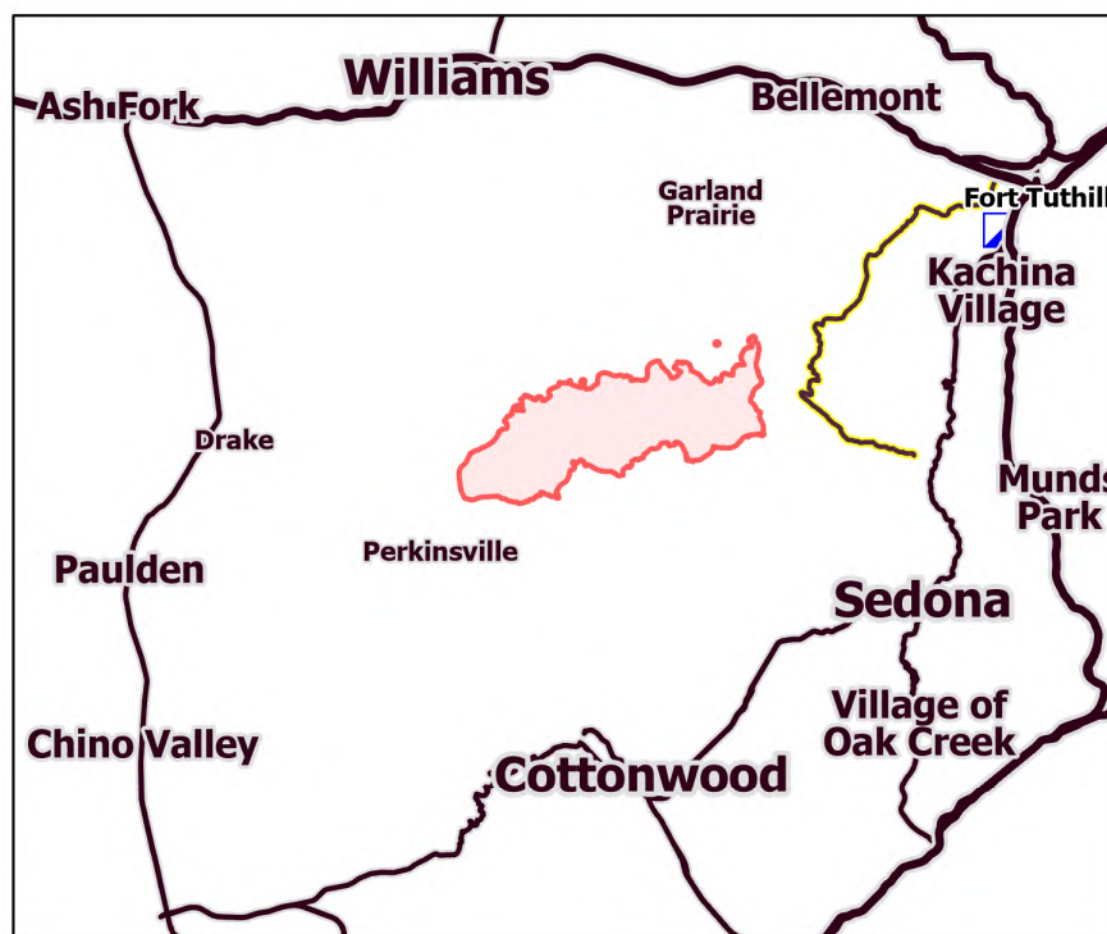 Williams
Ash Fork
Bellemont
Garland
Prairie
Fort Tuthill
Kachina
Village
Drake
Munds
Park
Perkinsville
Paulden
Sedona
Village of
Oak Creek
Chino Valley
Cottonwood